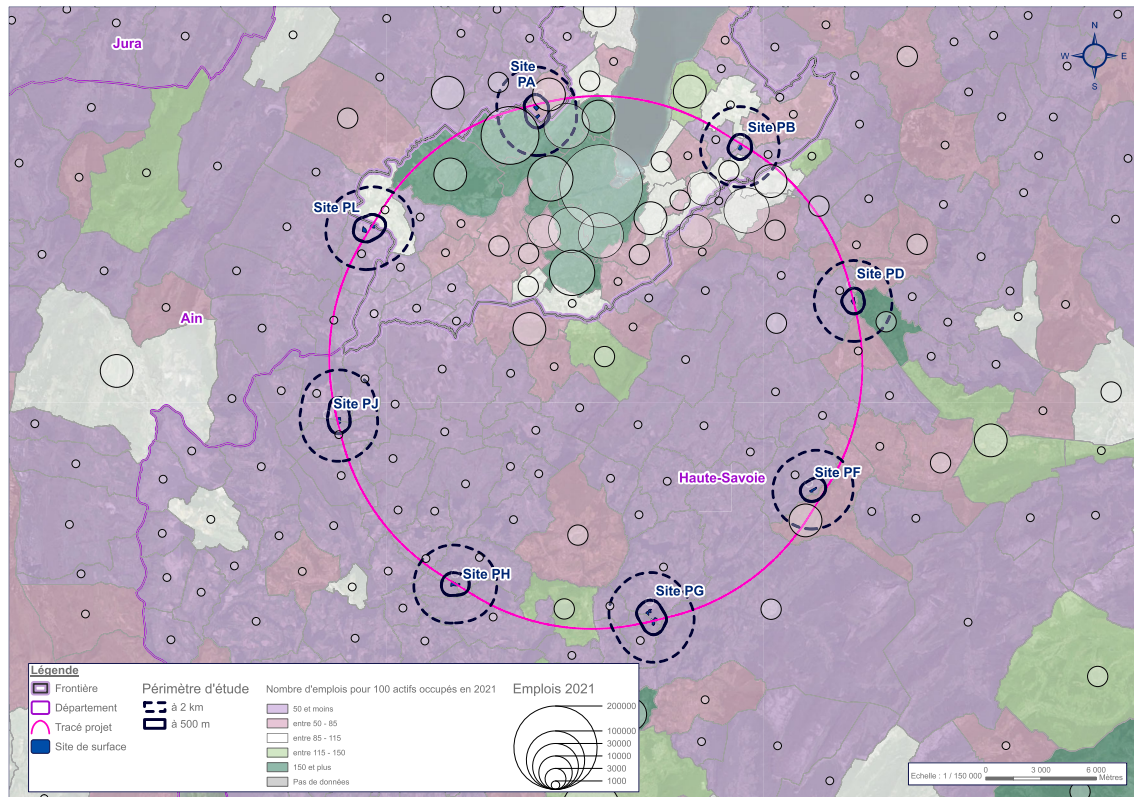 Jura
N
W E
S
Site
PA
Site PB
Site PL
Site PD
Ain
Site PJ
Haute-Savoie
Site PF
Site PH
Site PG
Légende
Frontière
Département
Tracé projet
Site de surface
Périmètre d'étude
à 2 km
à 500 m
Nombre d'emplois pour 100 actifs occupés en 2021
50 et moins
entre 50 - 85
entre 85 - 115
entre 115 - 150
150 et plus
Pas de données
Emplois 2021
200000
100000
30000
10000
3000
1000
Echelle : 1 / 150 000
0 3 000 6 000
Mètres